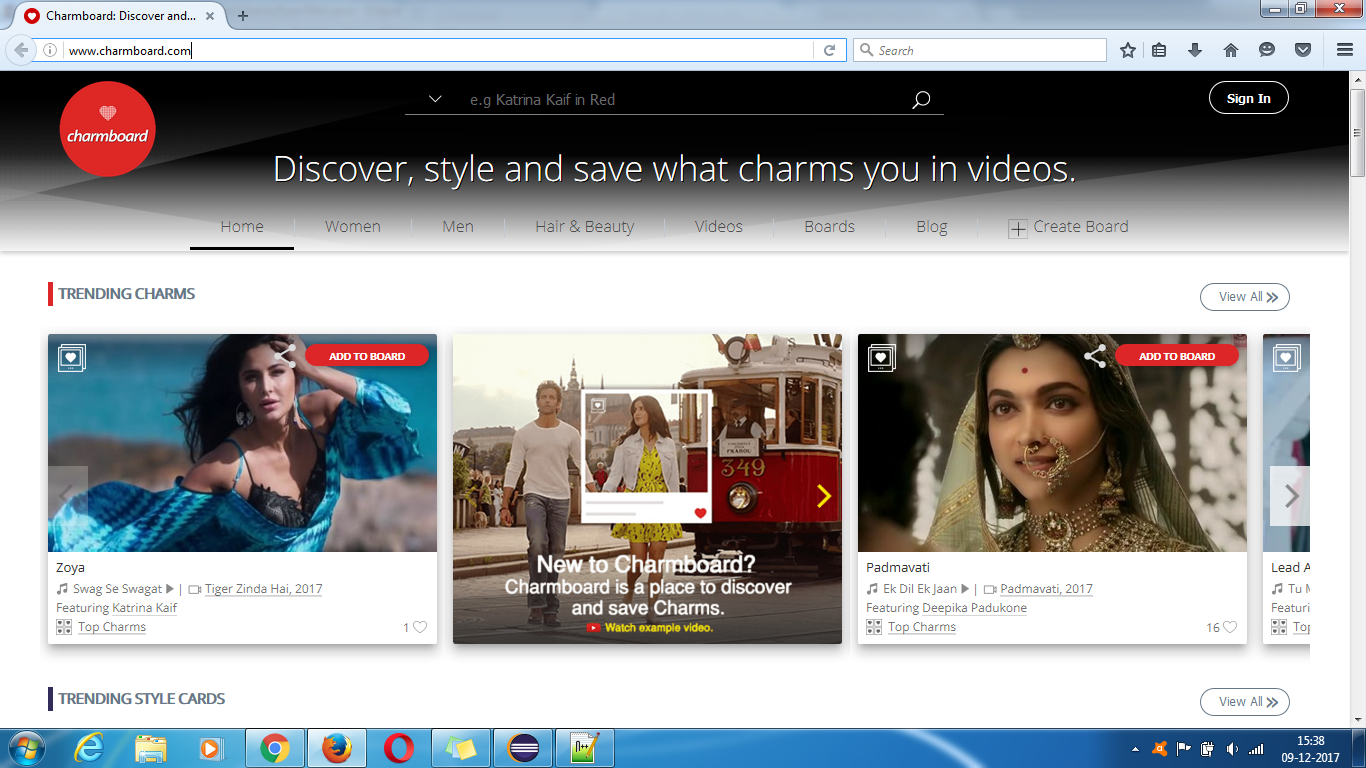 Charmboard: Discover and...
www.charmboard.com
Search
charmboard
e.g Katrina Kaif in Red
Sign In
Discover, style and save what charms you in videos.
Home
Women
Men
Hair & Beauty
Videos
Boards
Blog
Create Board
TRENDING CHARMS
View All
ADD TO BOARD
Zoya
Swag Se Swagat
|
Tiger Zinda Hai, 2017
Featuring Katrina Kaif
Top Charms
1
349
New to Charmboard?
Charmboard is a place to discover
and save Charms.
Watch example video.
ADD TO BOARD
Padmavati
Ek Dil Ek Jaan
|
Padmavati, 2017
Featuring Deepika Padukone
Top Charms
16
Lead A
Tu M
Featuri
Top
TRENDING STYLE CARDS
View All
15:38
09-12-2017